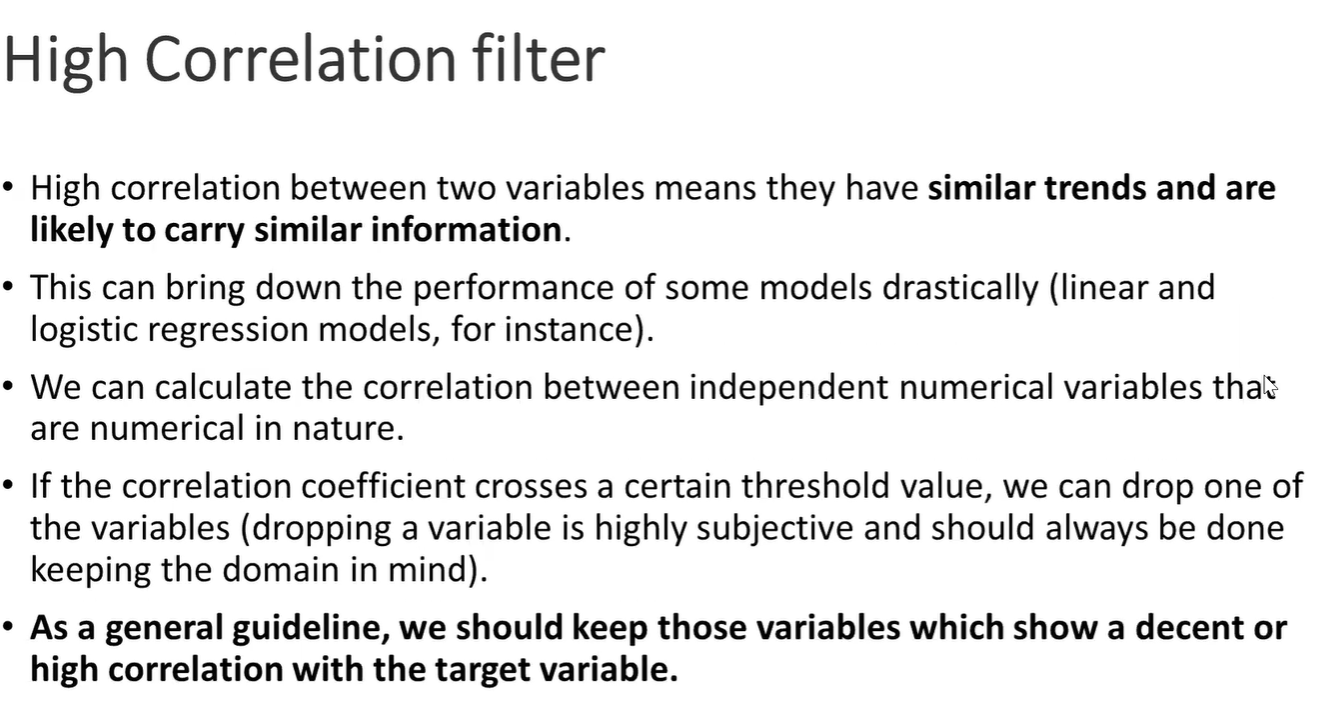 High Correlation filter
• High correlation between two variables means they have similar trends and are
likely to carry similar information.
• This can bring down the performance of some models drastically (linear and
logistic regression models, for instance).
• We can calculate the correlation between independent numerical variables that
are numerical in nature.
• If the correlation coefficient crosses a certain threshold value, we can drop one of
the variables (dropping a variable is highly subjective and should always be done
keeping the domain in mind).
• As a general guideline, we should keep those variables which show a decent or
high correlation with the target variable.